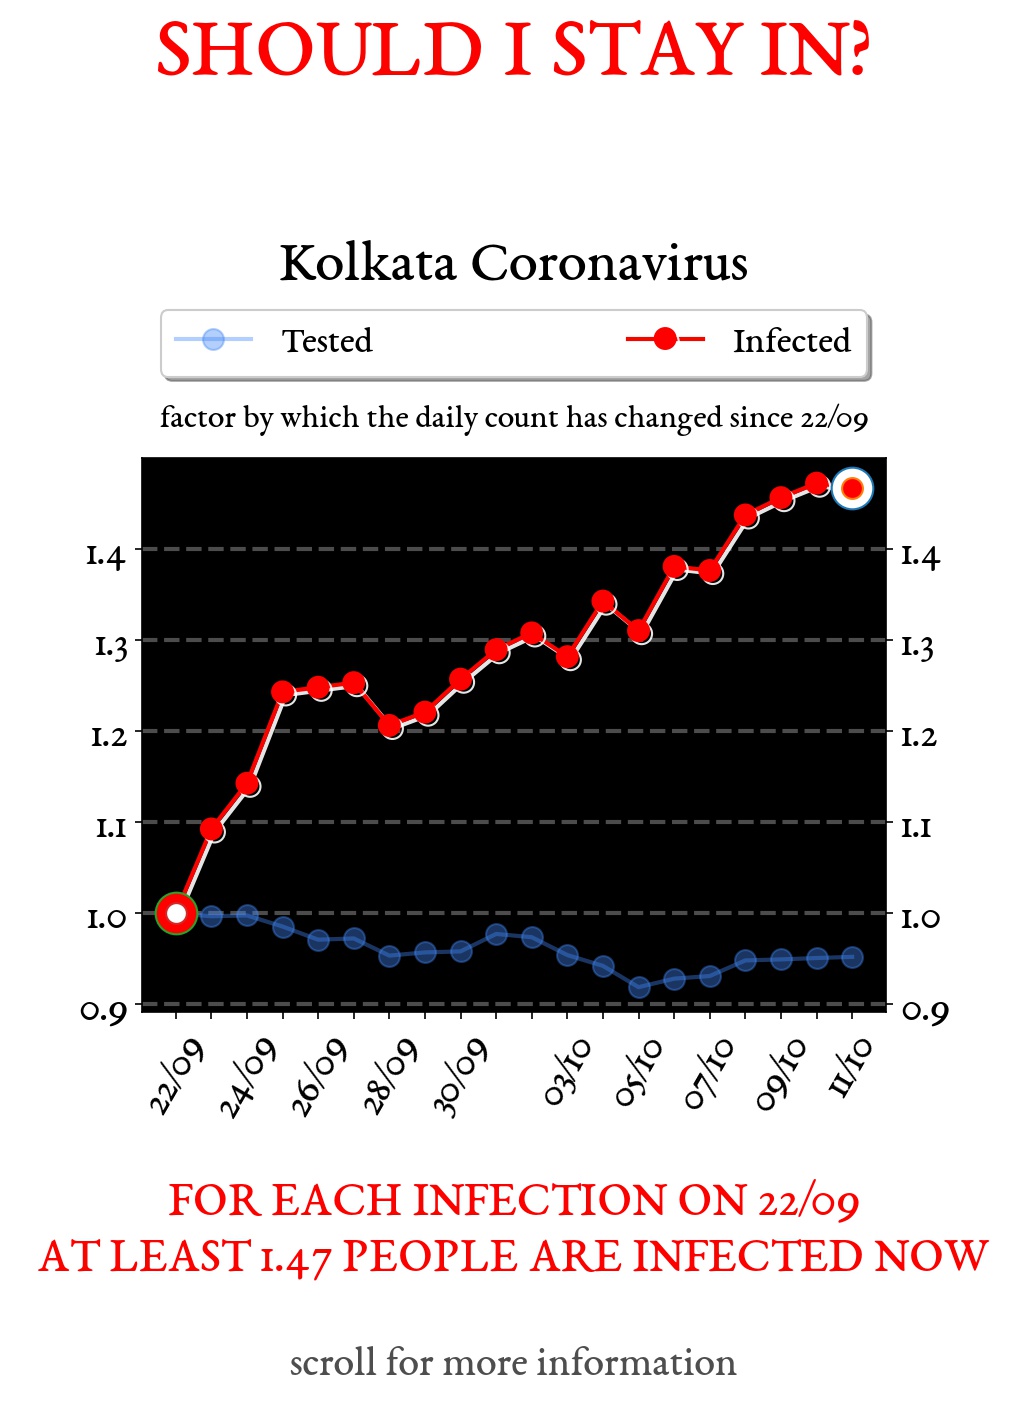 SHOULD I STAY IN?
Kolkata Coronavirus
Tested Infected
factor by which the daily count has changed since 22/09
1.4 1.4
1.3 1.3
1.2 1.2
1.1 1.1
1.0 1.0
0.9 0.9
22/09 24/09 26/09 28/09 30/09 03/10 05/10 07/10 09/10 11/10
FOR EACH INFECTION ON 22/09
AT LEAST 1.47 PEOPLE ARE INFECTED NOW
scroll for more information